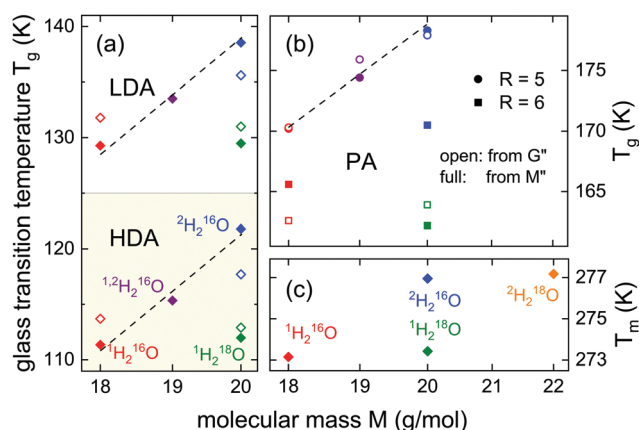 glass transition temperature T_g (K)
140
130
120
110
(a)
LDA
HDA
²H₂¹⁶O
¹,²H₂¹⁶O
¹H₂¹⁶O
¹H₂¹⁸O
18
19
20
(b)
R = 5
R = 6
PA
open: from G"
full: from M"
175
170
165
T_g (K)
(c)
¹H₂¹⁶O
²H₂¹⁶O
¹H₂¹⁸O
²H₂¹⁸O
277
275
273
T_m (K)
18
19
20
21
22
molecular mass M (g/mol)